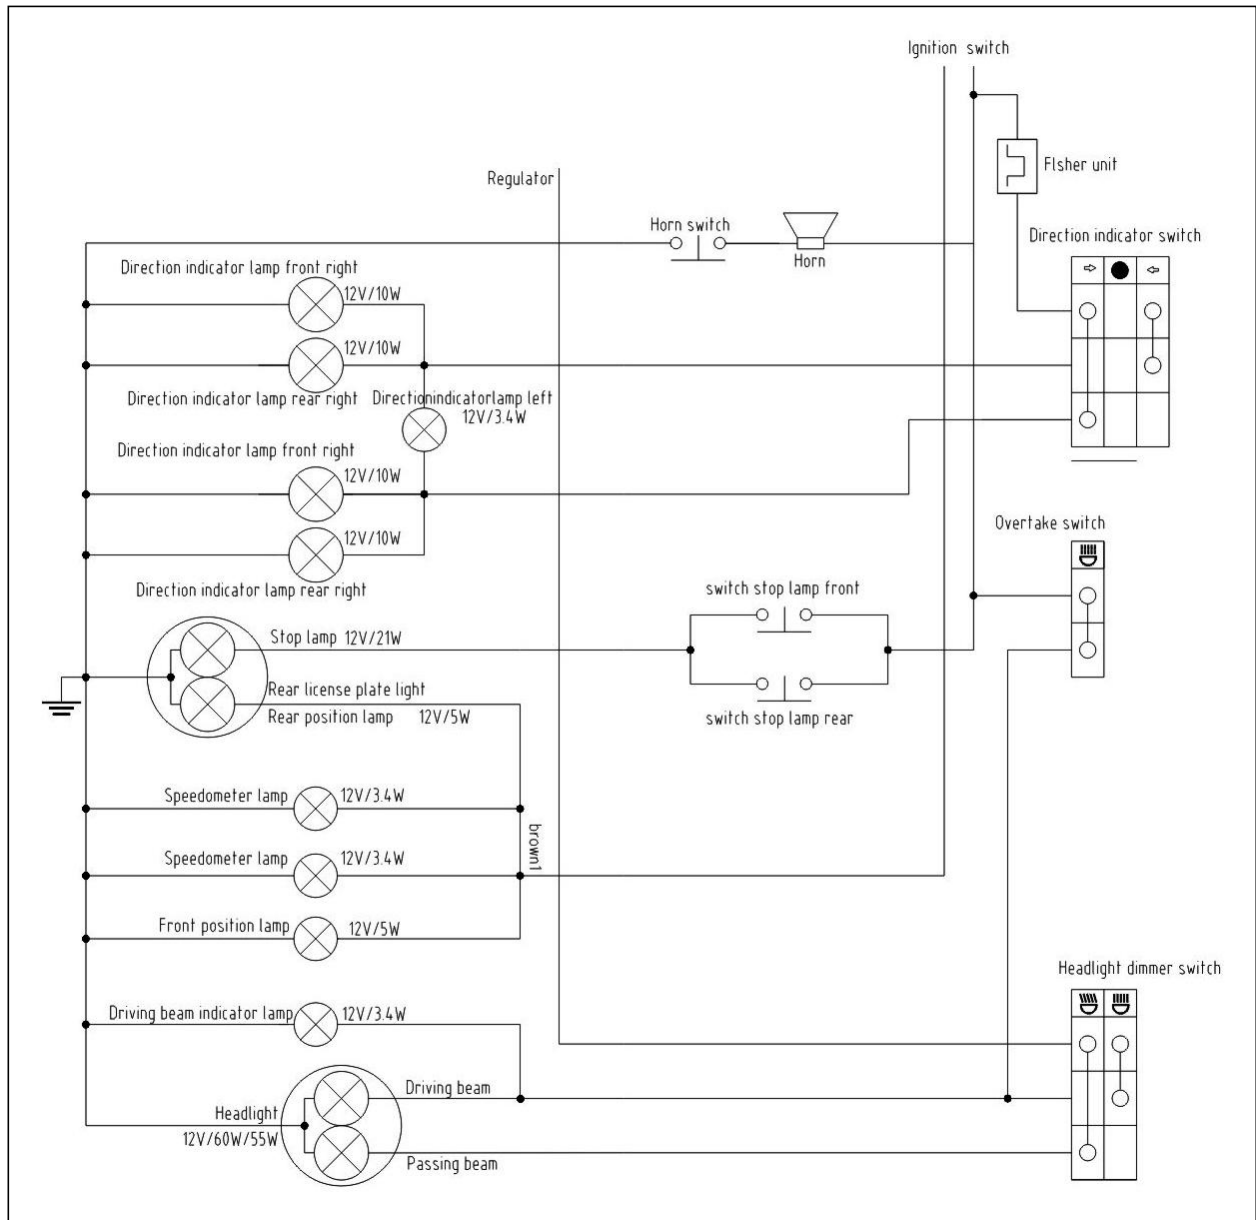 Ignition switch
Flsher unit
Regulator
Horn switch
Horn
Direction indicator switch
Direction indicator lamp front right
12V/10W
12V/10W
Direction indicator lamp rear right
Directionindicatorlamp left
12V/3.4W
Direction indicator lamp front right
12V/10W
12V/10W
Direction indicator lamp rear right
Overtake switch
switch stop lamp front
Stop lamp 12V/21W
Rear license plate light
Rear position lamp 12V/5W
switch stop lamp rear
Speedometer lamp 12V/3.4W
brown1
Speedometer lamp 12V/3.4W
Front position lamp 12V/5W
Headlight dimmer switch
Driving beam indicator lamp 12V/3.4W
Driving beam
Headlight
12V/60W/55W
Passing beam